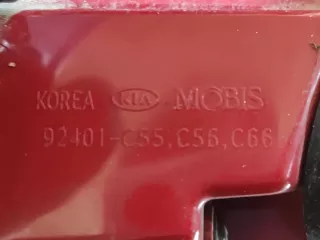 KOREA KIA MOBIS
92401-C55, C56, C66